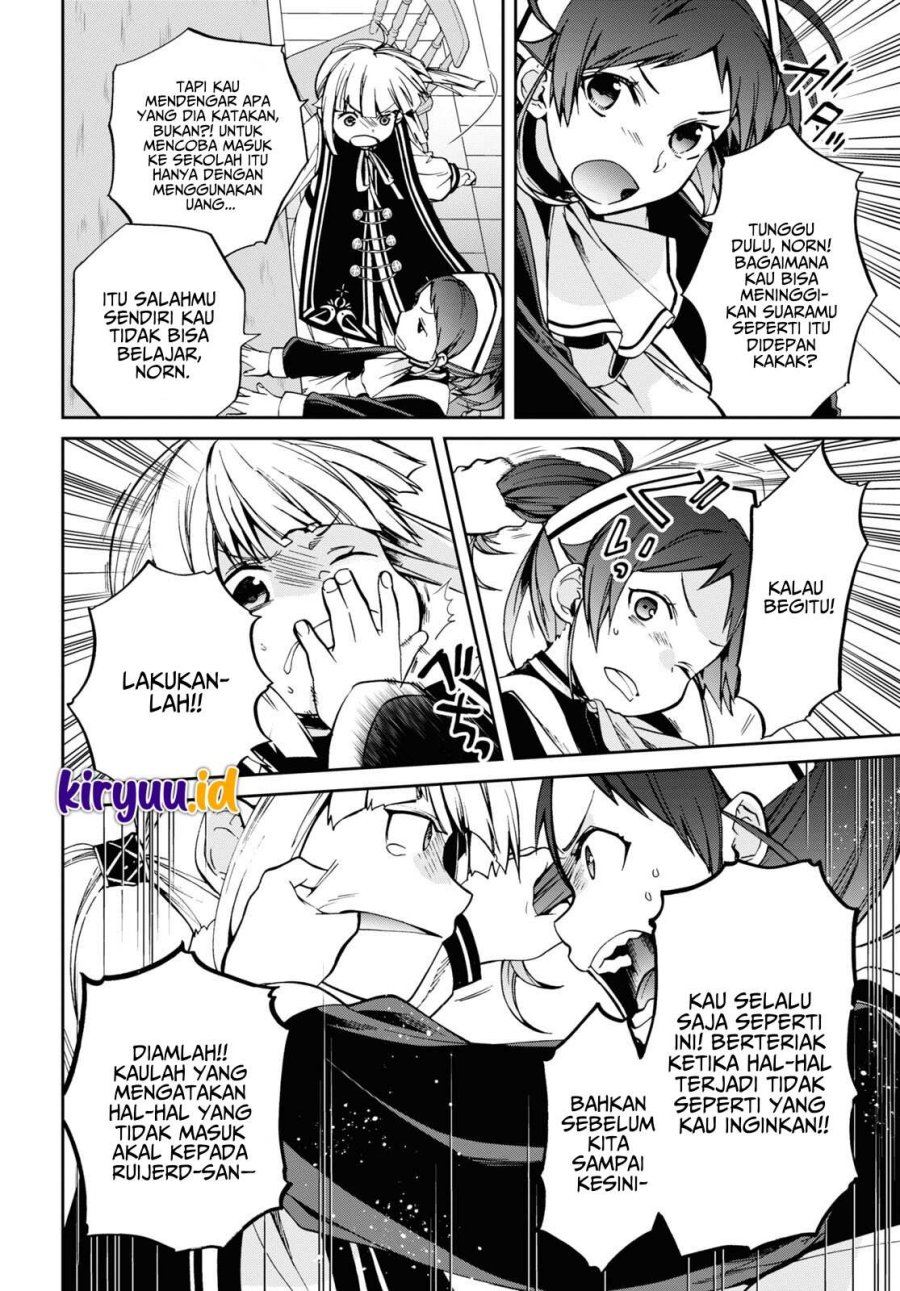 TUNGGU
DULU, NORN!
BAGAIMANA
KAU BISA
MENINGGI-
KAN SUARAMU
SEPERTI ITU
DIDEPAN
KAKAK?
TAPI KAU
MENDENGAR APA
YANG DIA KATAKAN,
BUKAN?! UNTUK
MENCOBA MASUK
KE SEKOLAH ITU
HANYA DENGAN
MENGGUNAKAN
UANG...
ITU SALAHMU
SENDIRI KAU
TIDAK BISA
BELAJAR,
NORN.
KALAU
BEGITU!
LAKUKAN-
LAH!!
kiryuu.id
KAU SELALU
SAJA SEPERTI
INI! BERTERIAK
KETIKA HAL-HAL
TERJADI TIDAK
SEPERTI YANG
KAU INGINKAN!!
BAHKAN
SEBELUM
KITA
SAMPAI
KESINI-
DIAMLAH!!
KAULAH YANG
MENGATAKAN
HAL-HAL YANG
TIDAK MASUK
AKAL KEPADA
RUIJERD-SAN—